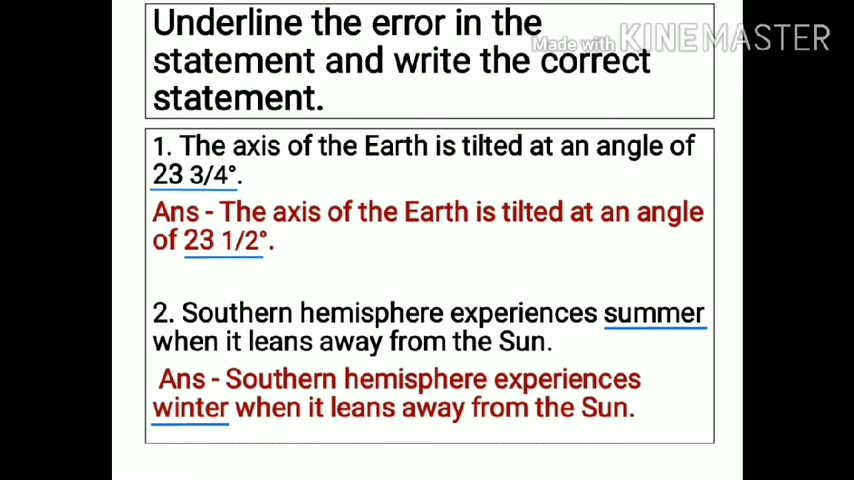 Underline the error in the
Made with KINEMASTER
statement and write the correct
statement.
1. The axis of the Earth is tilted at an angle of
23 3/4°.
Ans - The axis of the Earth is tilted at an angle
of 23 1/2°.
2. Southern hemisphere experiences summer
when it leans away from the Sun.
Ans - Southern hemisphere experiences
winter when it leans away from the Sun.